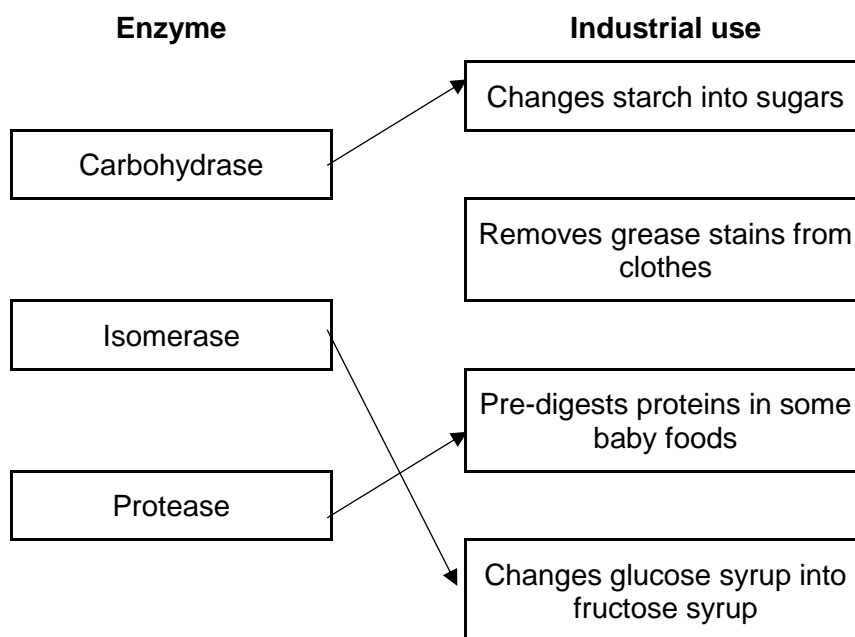 Enzyme
Industrial use
Changes starch into sugars
Carbohydrase
Removes grease stains from
clothes
Isomerase
Pre-digests proteins in some
baby foods
Protease
Changes glucose syrup into
fructose syrup